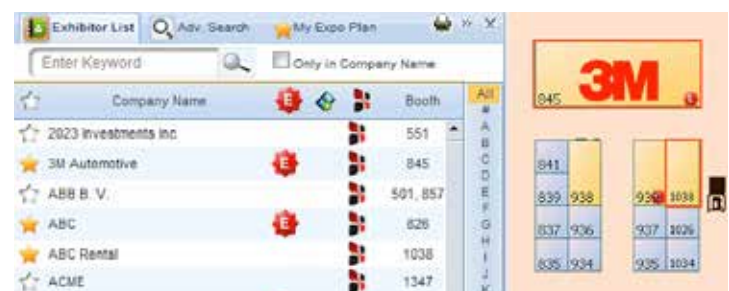 Exhibitor List Adv. Search My Expo Plan » X
Enter Keyword Only in Company Name
Company Name E Booth
2023 Investments Inc 551
3M Automotive E 845
ABB B. V. 501, 857
ABC E 826
ABC Rental 1038
ACME 1347
All
#
A
B
C
D
E
F
G
H
I
J
K
3M
845
841
839 938 1038
837 936 937 1026
835 934 935 1034